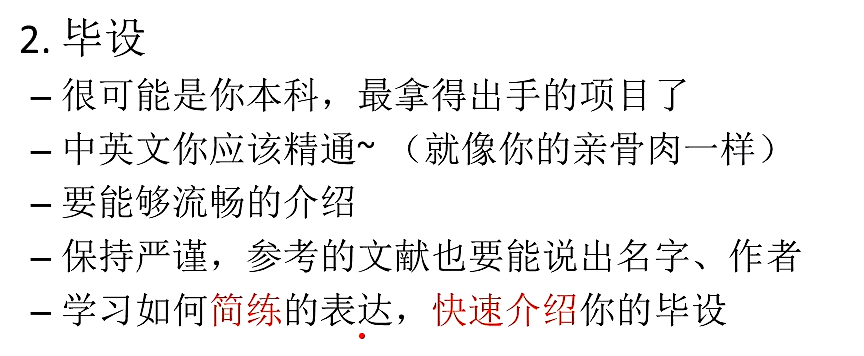 2. 毕设
– 很可能是你本科，最拿得出手的项目了
– 中英文你应该精通~ （就像你的亲骨肉一样）
– 要能够流畅的介绍
– 保持严谨，参考的文献也要能说出名字、作者
– 学习如何简练的表达，快速介绍你的毕设